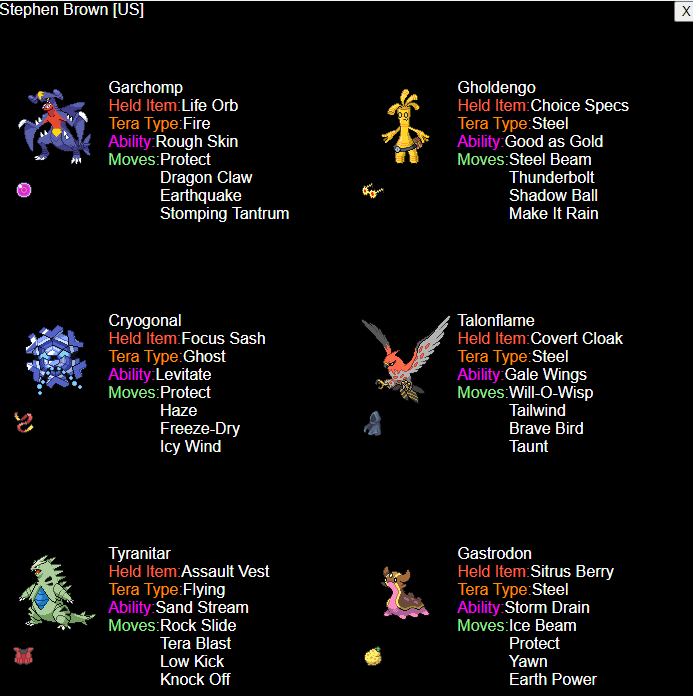 Stephen Brown [US]
X
Garchomp
Held Item:Life Orb
Tera Type:Fire
Ability:Rough Skin
Moves:Protect
Dragon Claw
Earthquake
Stomping Tantrum
Gholdengo
Held Item:Choice Specs
Tera Type:Steel
Ability:Good as Gold
Moves:Steel Beam
Thunderbolt
Shadow Ball
Make It Rain
Cryogonal
Held Item:Focus Sash
Tera Type:Ghost
Ability:Levitate
Moves:Protect
Haze
Freeze-Dry
Icy Wind
Talonflame
Held Item:Covert Cloak
Tera Type:Steel
Ability:Gale Wings
Moves:Will-O-Wisp
Tailwind
Brave Bird
Taunt
Tyranitar
Held Item:Assault Vest
Tera Type:Flying
Ability:Sand Stream
Moves:Rock Slide
Tera Blast
Low Kick
Knock Off
Gastrodon
Held Item:Sitrus Berry
Tera Type:Steel
Ability:Storm Drain
Moves:Ice Beam
Protect
Yawn
Earth Power